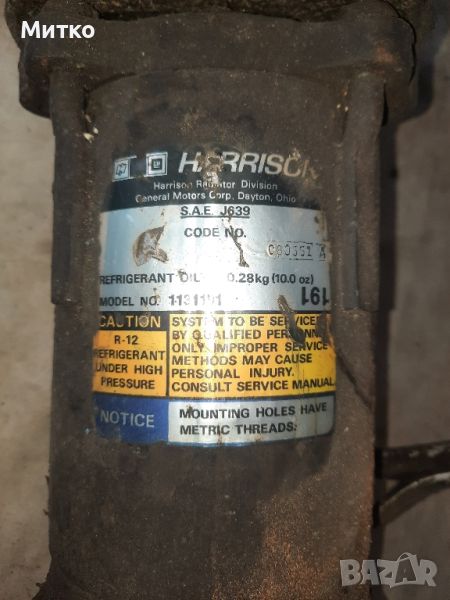 Митко
GM HARRISON
Harrison Radiator Division
General Motors Corp. Dayton, Ohio
S.A.E. J639
CODE NO.
REFRIGERANT OIL 0.28kg (10.0 oz)
MODEL NO. 1131191
191
CAUTION
R-12
REFRIGERANT
UNDER HIGH
PRESSURE
SYSTEM TO BE SERVICED
BY QUALIFIED PERSONNEL
ONLY. IMPROPER SERVICE
METHODS MAY CAUSE
PERSONAL INJURY.
CONSULT SERVICE MANUAL.
NOTICE
MOUNTING HOLES HAVE
METRIC THREADS.
BAZAR